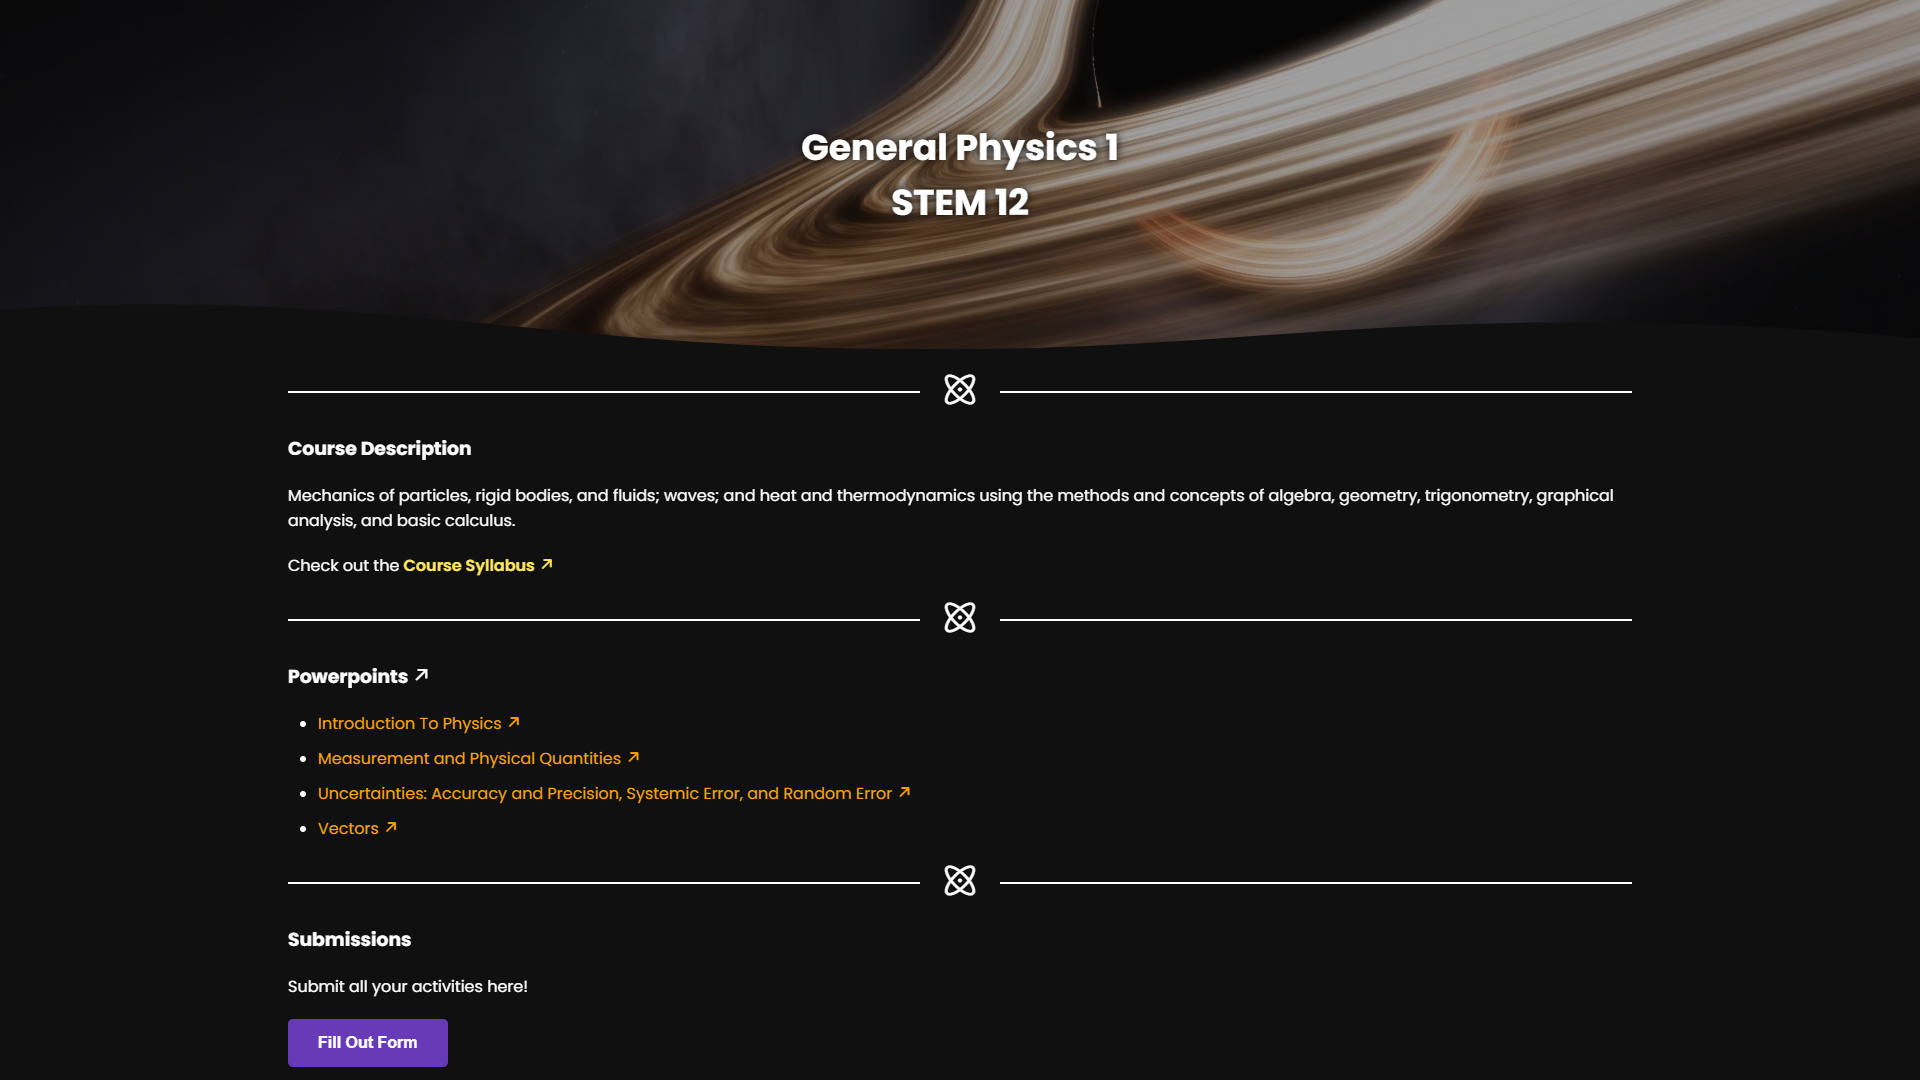 General Physics 1
STEM 12
Course Description
Mechanics of particles, rigid bodies, and fluids; waves; and heat and thermodynamics using the methods and concepts of algebra, geometry, trigonometry, graphical
analysis, and basic calculus.
Check out the Course Syllabus ↗
Powerpoints ↗
• Introduction To Physics ↗
• Measurement and Physical Quantities ↗
• Uncertainties: Accuracy and Precision, Systemic Error, and Random Error ↗
• Vectors ↗
Submissions
Submit all your activities here!
Fill Out Form